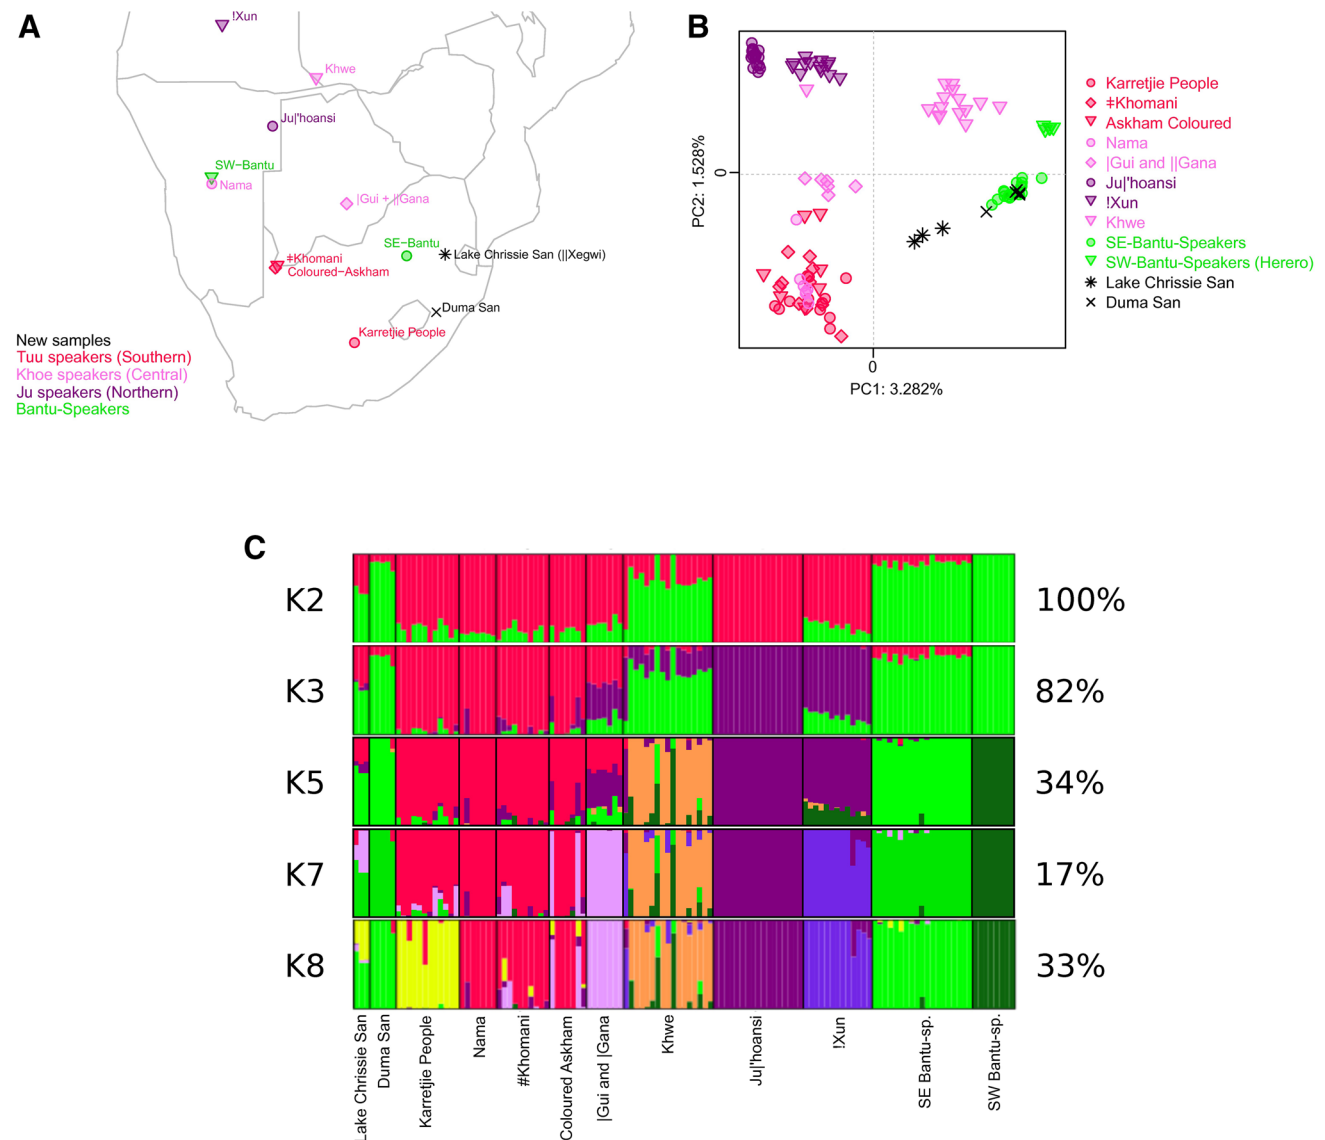 A
!Xun
Khwe
Ju|'hoansi
SW−Bantu
Nama
|Gui + ||Gana
SE−Bantu
Lake Chrissie San (||Xegwi)
ǂKhomani
Coloured−Askham
Duma San
Karretjie People
New samples
Tuu speakers (Southern)
Khoe speakers (Central)
Ju speakers (Northern)
Bantu-Speakers
B
PC2: 1.528%
0
0
PC1: 3.282%
Karretjie People
ǂKhomani
Askham Coloured
Nama
|Gui and ||Gana
Ju|'hoansi
!Xun
Khwe
SE-Bantu-Speakers
SW-Bantu-Speakers (Herero)
Lake Chrissie San
Duma San
C
K2 100%
K3 82%
K5 34%
K7 17%
K8 33%
Lake Chrissie San
Duma San
Karretjie People
Nama
#Khomani
Coloured Askham
|Gui and |Gana
Khwe
Ju|'hoansi
!Xun
SE Bantu-sp.
SW Bantu-sp.